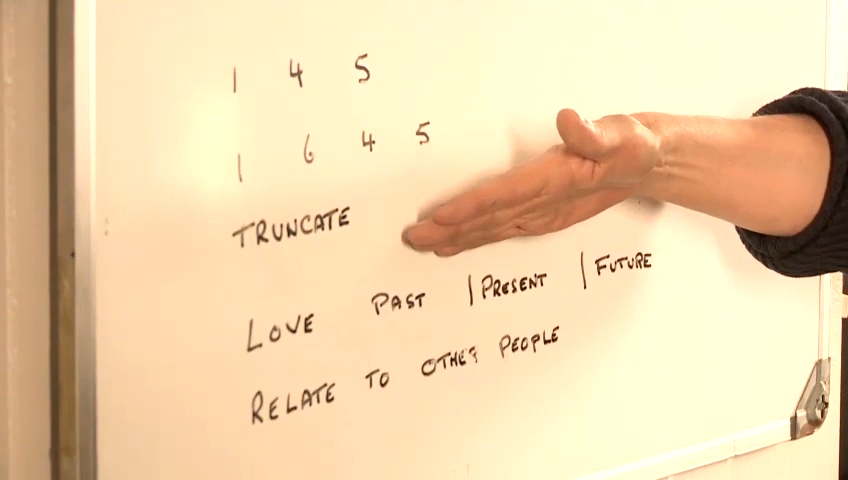 1 4 5
1 6 4 5
TRUNCATE
LOVE PAST | PRESENT | FUTURE
RELATE TO OTHER PEOPLE